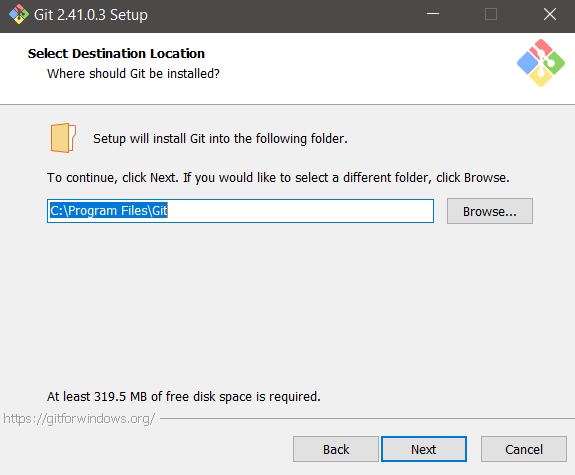 Git 2.41.0.3 Setup
Select Destination Location
Where should Git be installed?
Setup will install Git into the following folder.
To continue, click Next. If you would like to select a different folder, click Browse.
C:\Program Files\Git
Browse...
At least 319.5 MB of free disk space is required.
https://gitforwindows.org/
Back
Next
Cancel